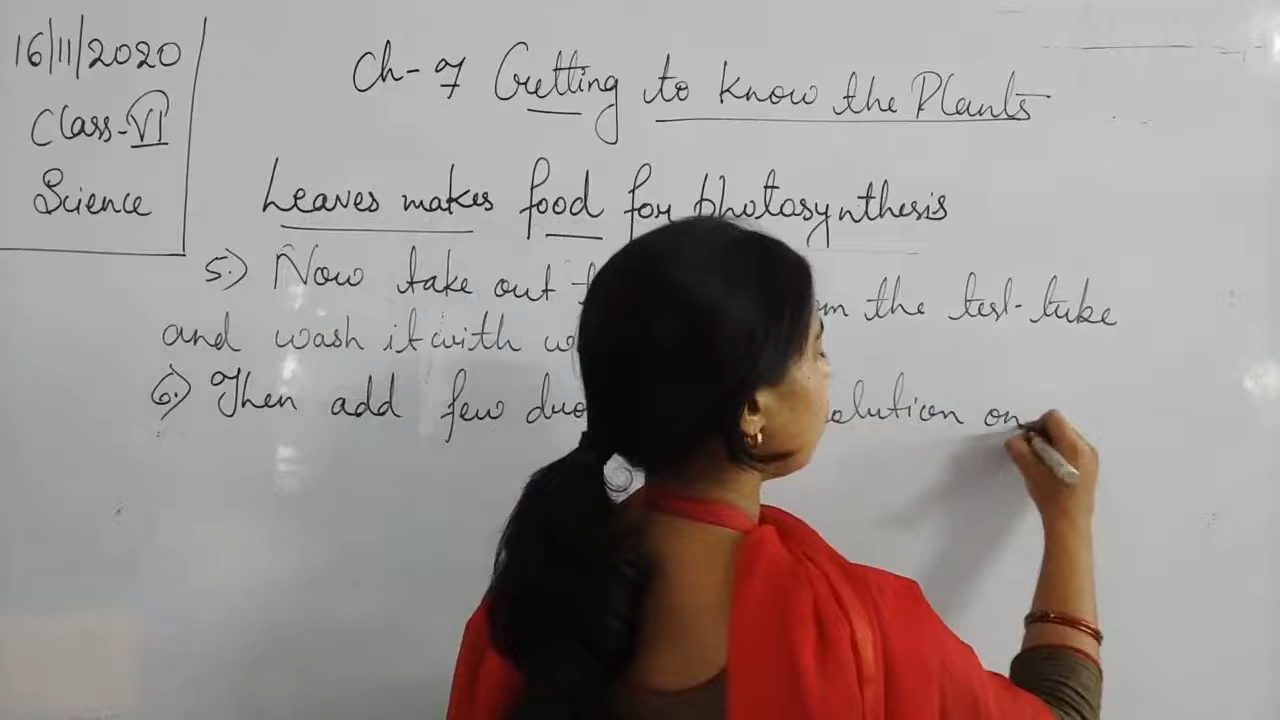 16/11/2020
Class-VI
Science
Ch-7 Getting to know the Plants
Leaves makes food for photosynthesis
5.) Now take out the test-tube
and wash it with
6.) Then add few on